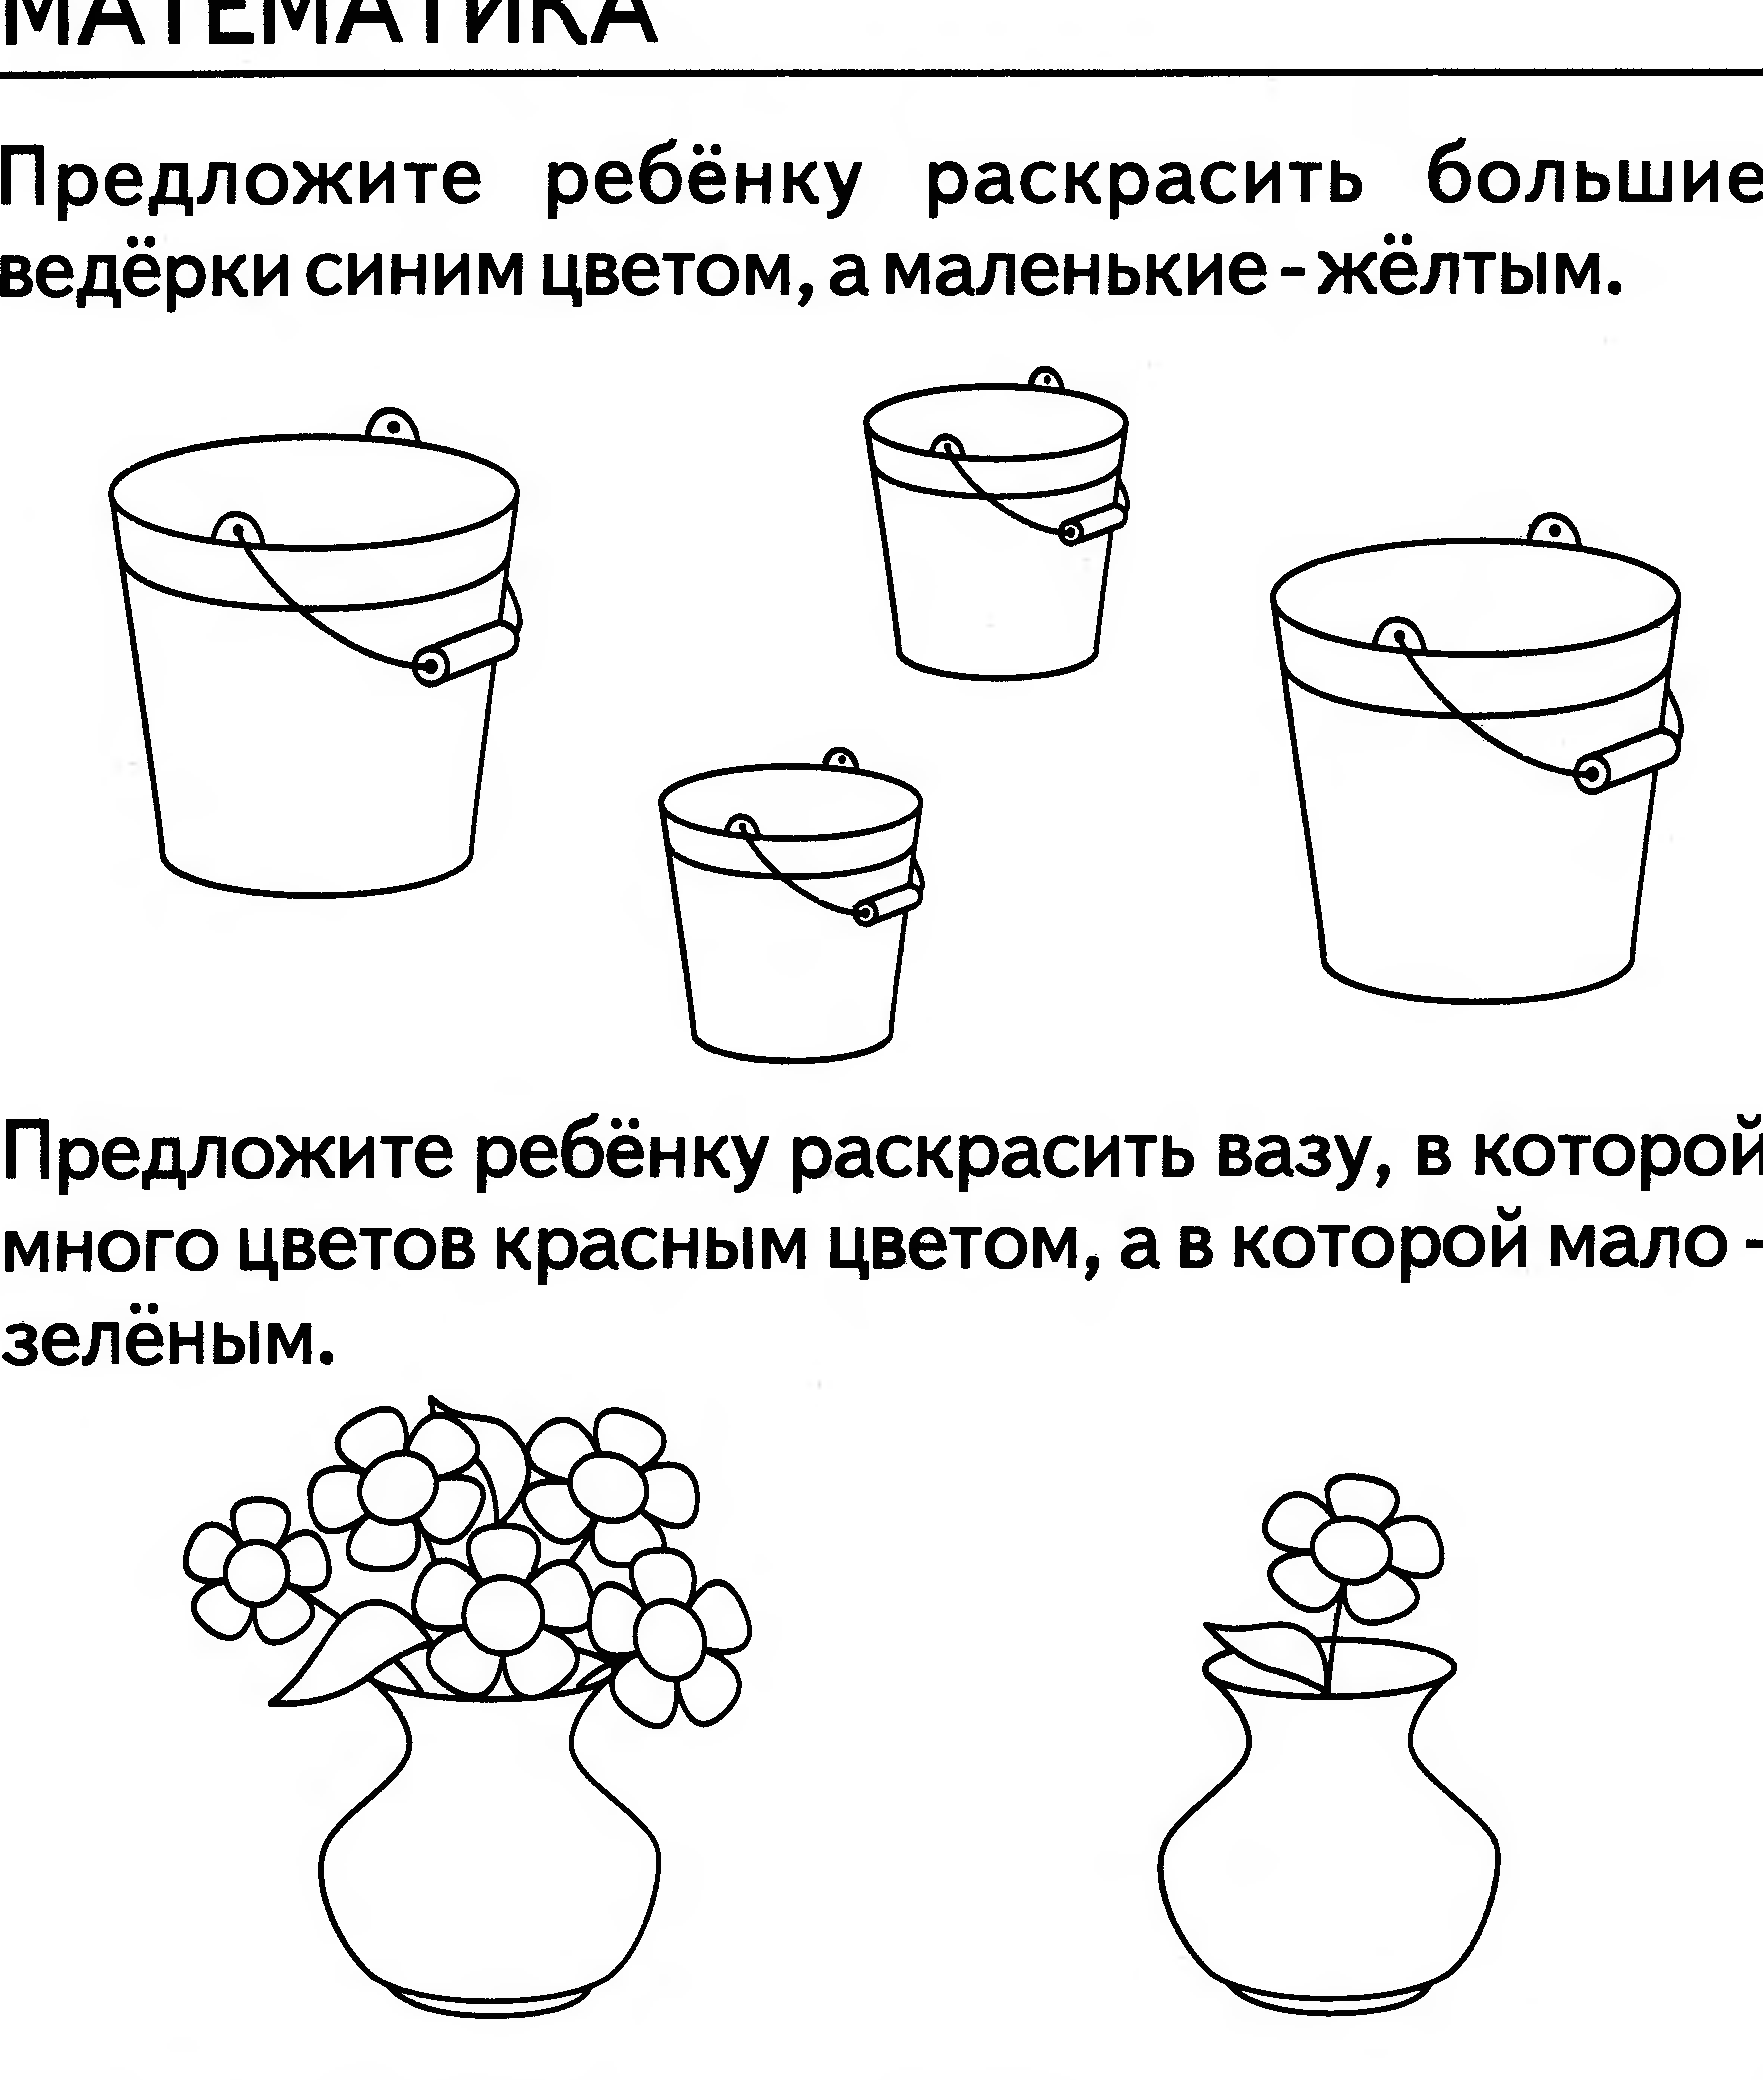 МАТЕМАТИКА
Предложите ребёнку раскрасить большие
ведёрки синим цветом, а маленькие - жёлтым.
Предложите ребёнку раскрасить вазу, в которой
много цветов красным цветом, а в которой мало -
зелёным.